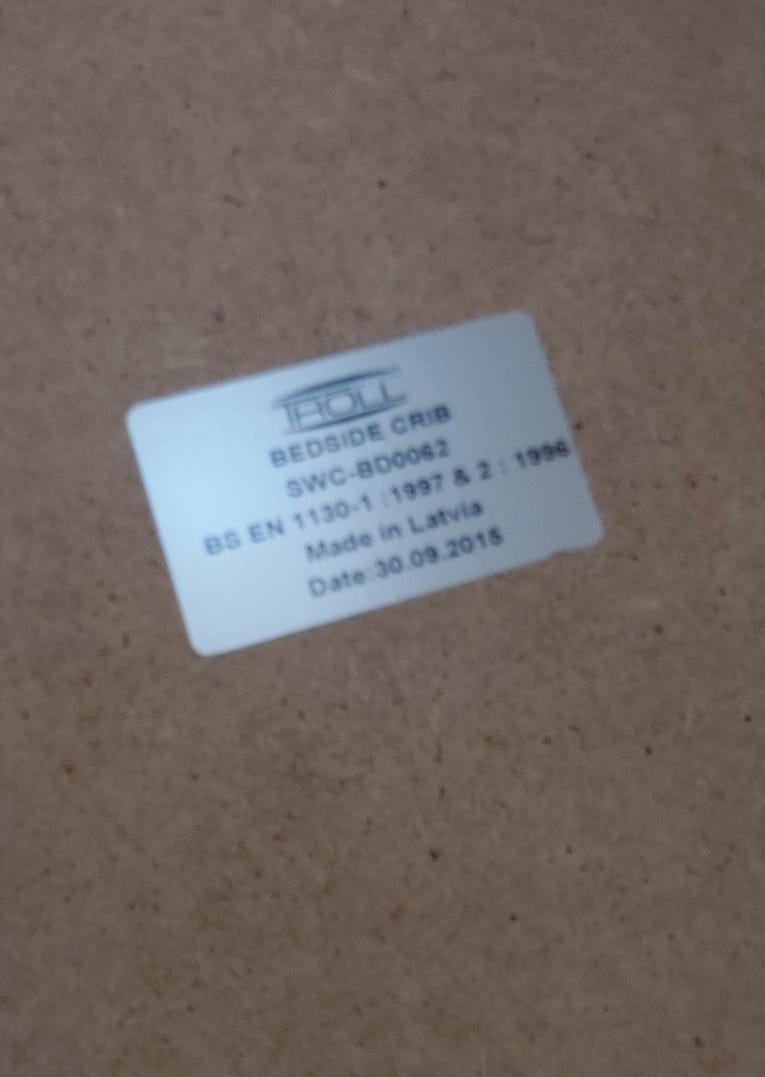 TROLL
BEDSIDE CRIB
SWC-BD0062
BS EN 1130-1 :1997 & 2 : 1996
Made in Latvia
Date:30.09.2015